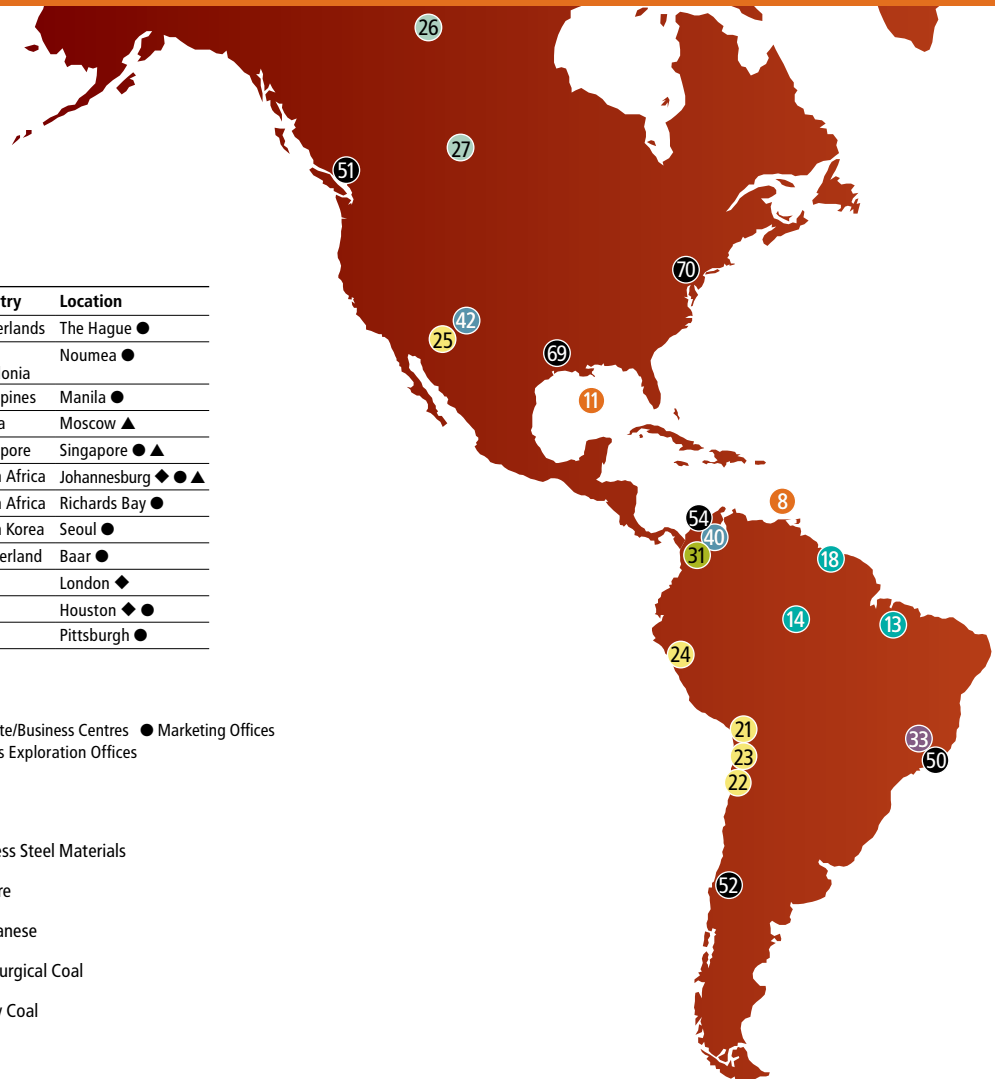 26
27
51
70
try Location
erlands The Hague ●
Noumea ●
onia
pines Manila ●
a Moscow ▲
pore Singapore ● ▲
Africa Johannesburg ◆ ● ▲
Africa Richards Bay ●
Korea Seoul ●
erland Baar ●
London ◆
Houston ◆ ●
Pittsburgh ●
42
25
69
11
8
54
40
31
18
14
13
24
21
33
23
50
22
52
te/Business Centres ● Marketing Offices
s Exploration Offices
ess Steel Materials
re
anese
urgical Coal
y Coal